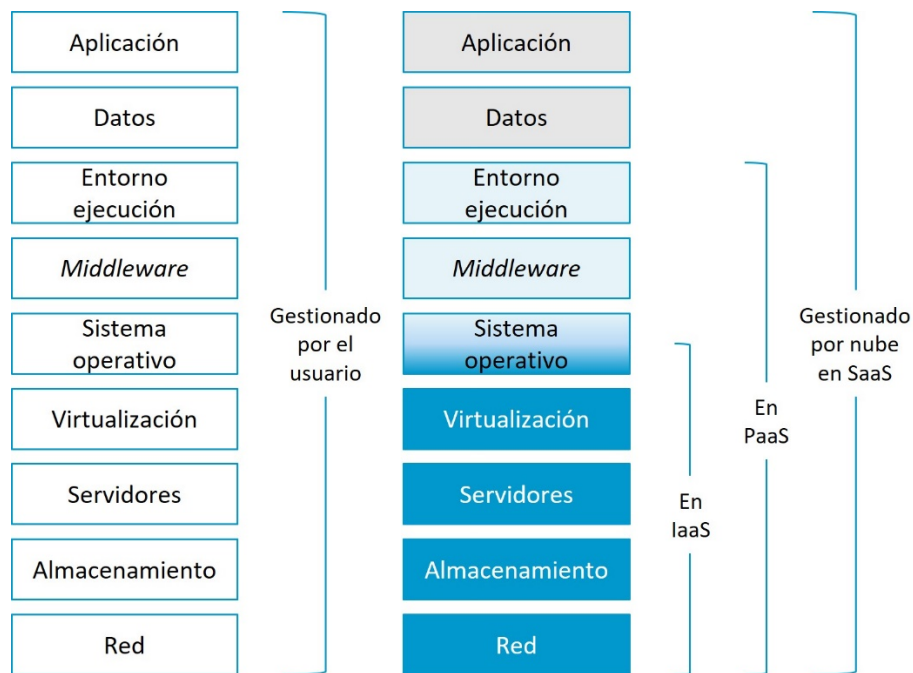 Aplicación
Datos
Entorno
ejecución
Middleware
Sistema
operativo
Virtualización
Servidores
Almacenamiento
Red
Gestionado
por el
usuario
Aplicación
Datos
Entorno
ejecución
Middleware
Sistema
operativo
Virtualización
Servidores
Almacenamiento
Red
En
IaaS
En
PaaS
Gestionado
por nube
en SaaS